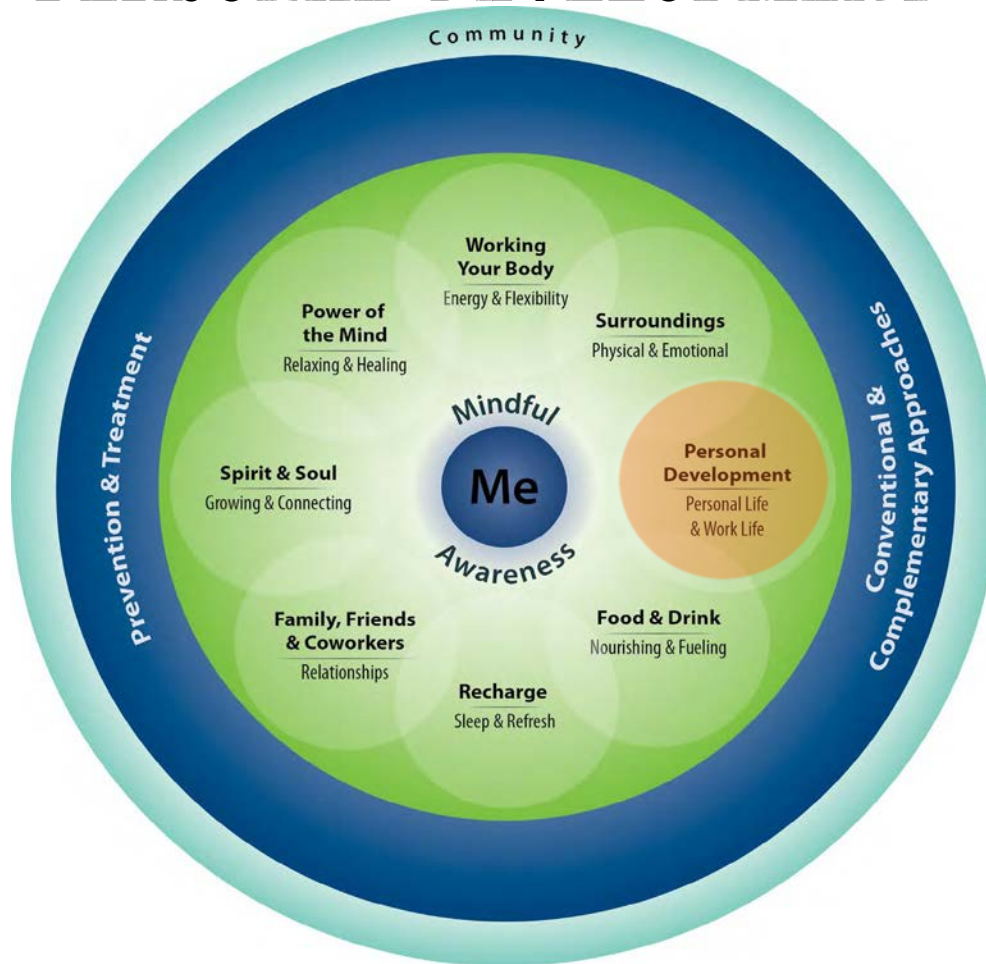 Community
Working
Your Body
Energy & Flexibility
Power of
the Mind
Relaxing & Healing
Surroundings
Physical & Emotional
Prevention & Treatment
Conventional &
Complementary Approaches
Mindful
Me
Awareness
Spirit & Soul
Growing & Connecting
Personal
Development
Personal Life
& Work Life
Family, Friends
& Coworkers
Relationships
Food & Drink
Nourishing & Fueling
Recharge
Sleep & Refresh